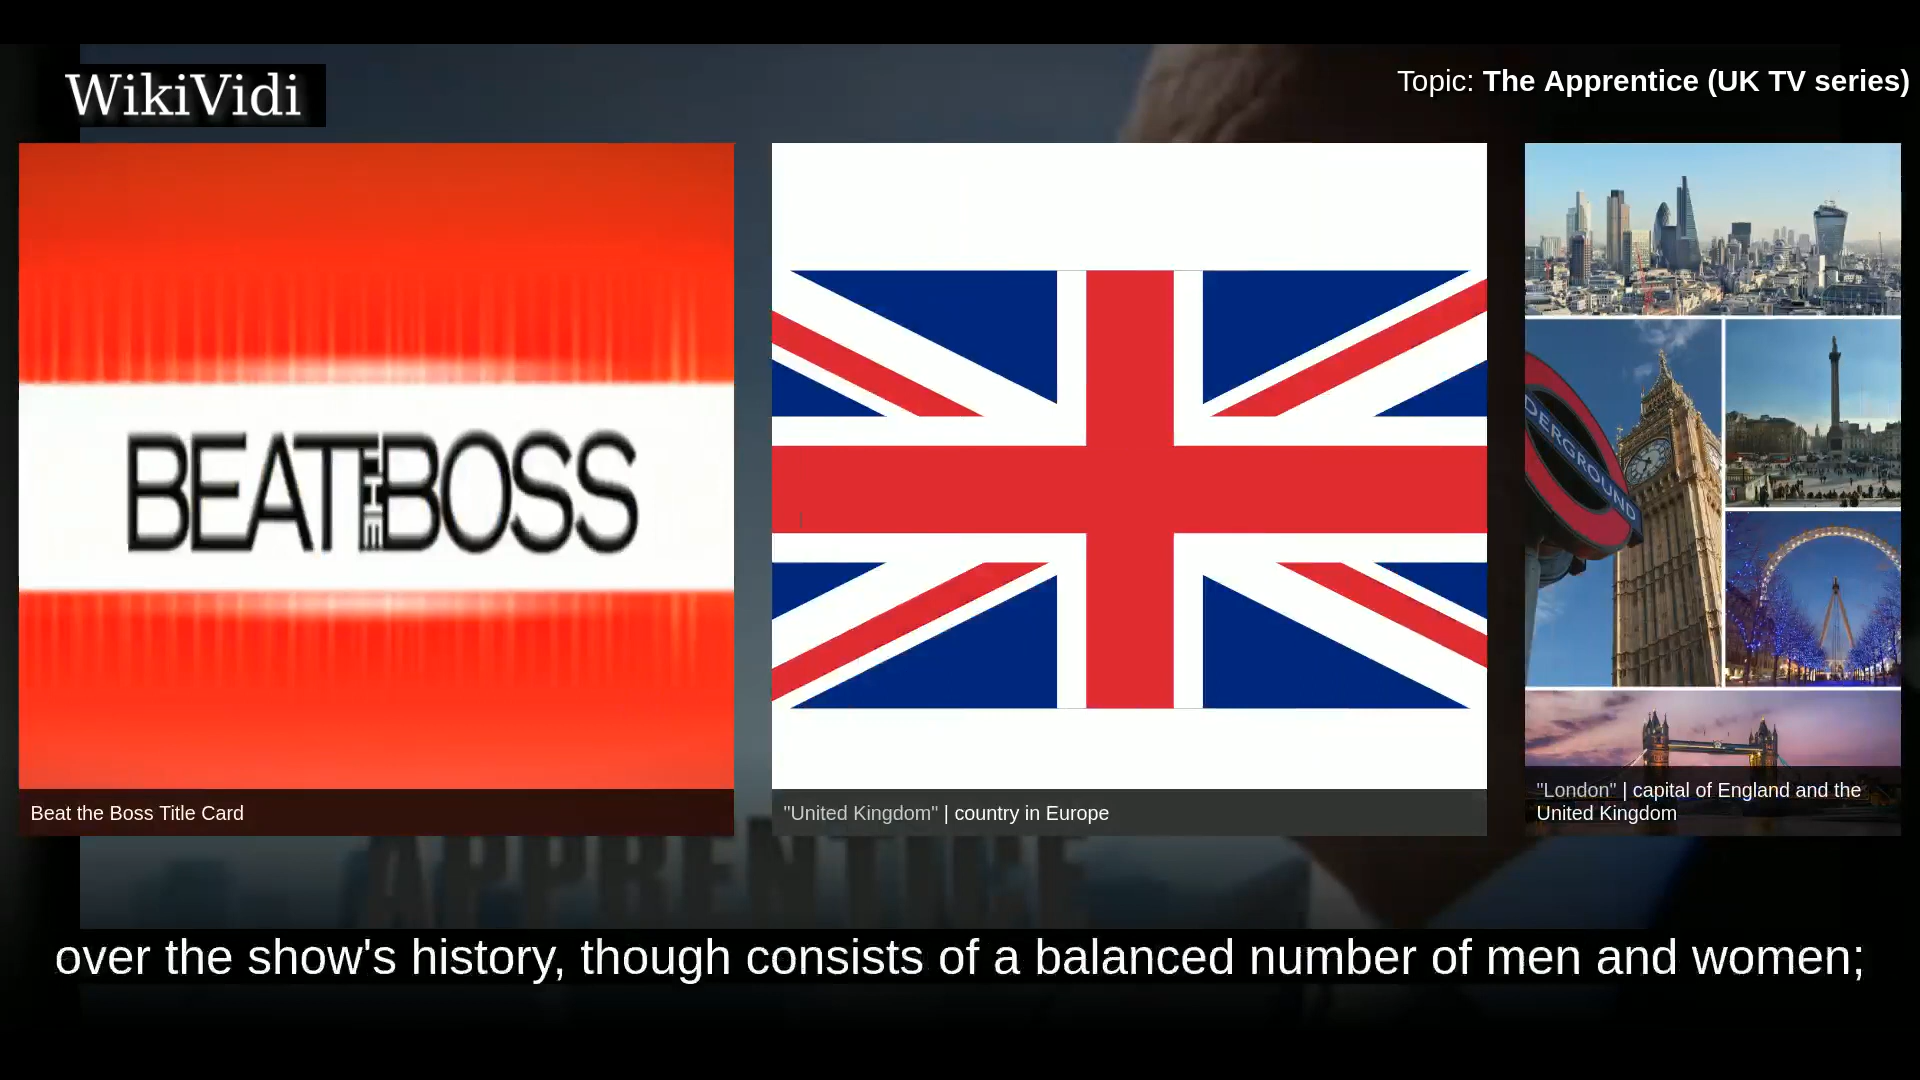 WikiVidi
Topic: The Apprentice (UK TV series)
BEAT THE BOSS
DERGROUND
Beat the Boss Title Card
"United Kingdom" | country in Europe
"London" | capital of England and the
United Kingdom
APPRENTICE
over the show's history, though consists of a balanced number of men and women;